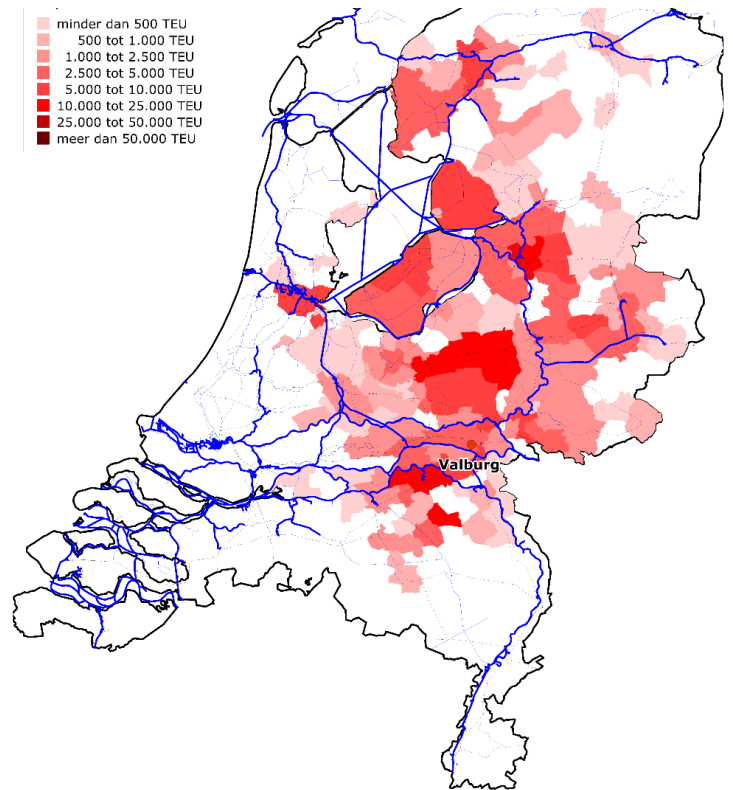 minder dan 500 TEU
500 tot 1.000 TEU
1.000 tot 2.500 TEU
2.500 tot 5.000 TEU
5.000 tot 10.000 TEU
10.000 tot 25.000 TEU
25.000 tot 50.000 TEU
meer dan 50.000 TEU
Valburg